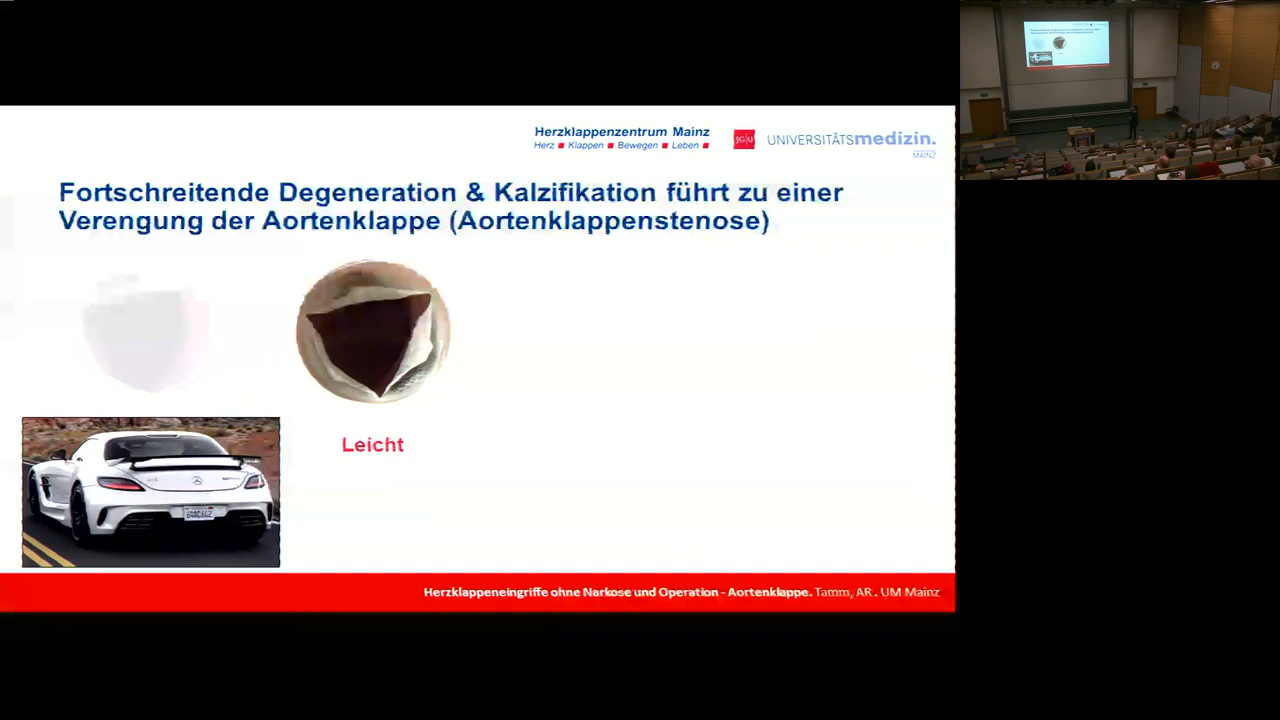 Herzklappenzentrum Mainz
Herz ■ Klappen ■ Bewegen ■ Leben ■
JG|U
UNIVERSITÄTSmedizin.
MAINZ
Fortschreitende Degeneration & Kalzifikation führt zu einer
Verengung der Aortenklappe (Aortenklappenstenose)
Leicht
Herzklappeneingriffe ohne Narkose und Operation - Aortenklappe. Tamm, AR. UM Mainz